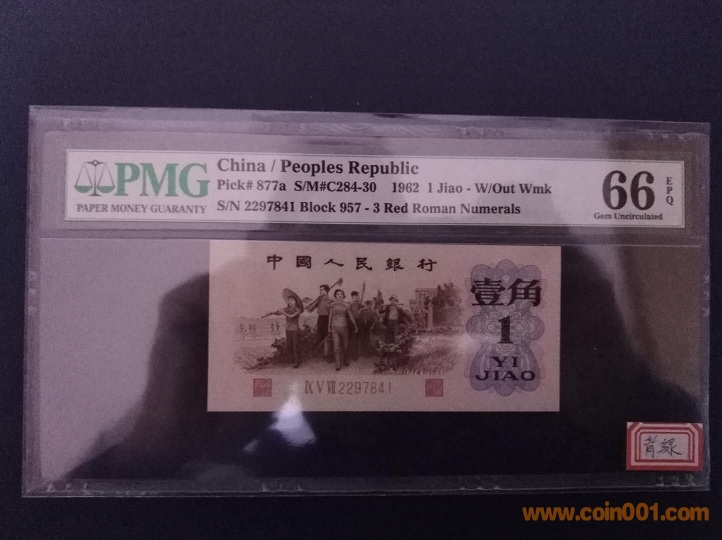 PMG
PAPER MONEY GUARANTY
China / Peoples Republic
Pick# 877a S/M#C284-30 1962 1 Jiao - W/Out Wmk
S/N 2297841 Block 957 - 3 Red Roman Numerals
66 EPQ
Gem Uncirculated
中國人民銀行
壹角
1
YI
JIAO
IX V VII 2297841
背綠
www.coin001.com